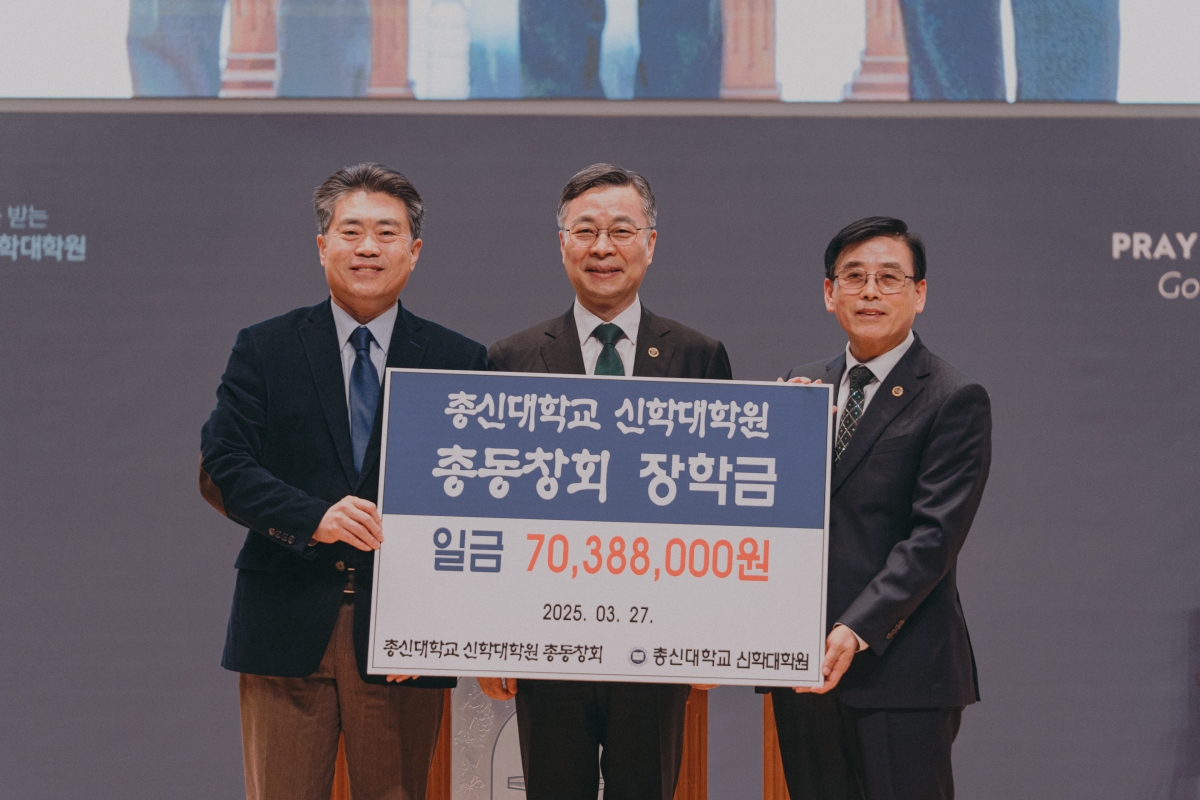 받는
학대학원
PRAY
Go
총신대학교 신학대학원
총동창회 장학금
일금 70,388,000원
2025. 03. 27.
총신대학교 신학대학원 총동창회
총신대학교 신학대학원